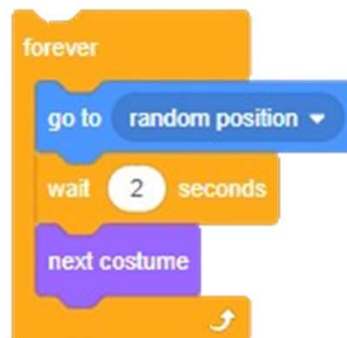 forever
go to random position
wait 2 seconds
next costume